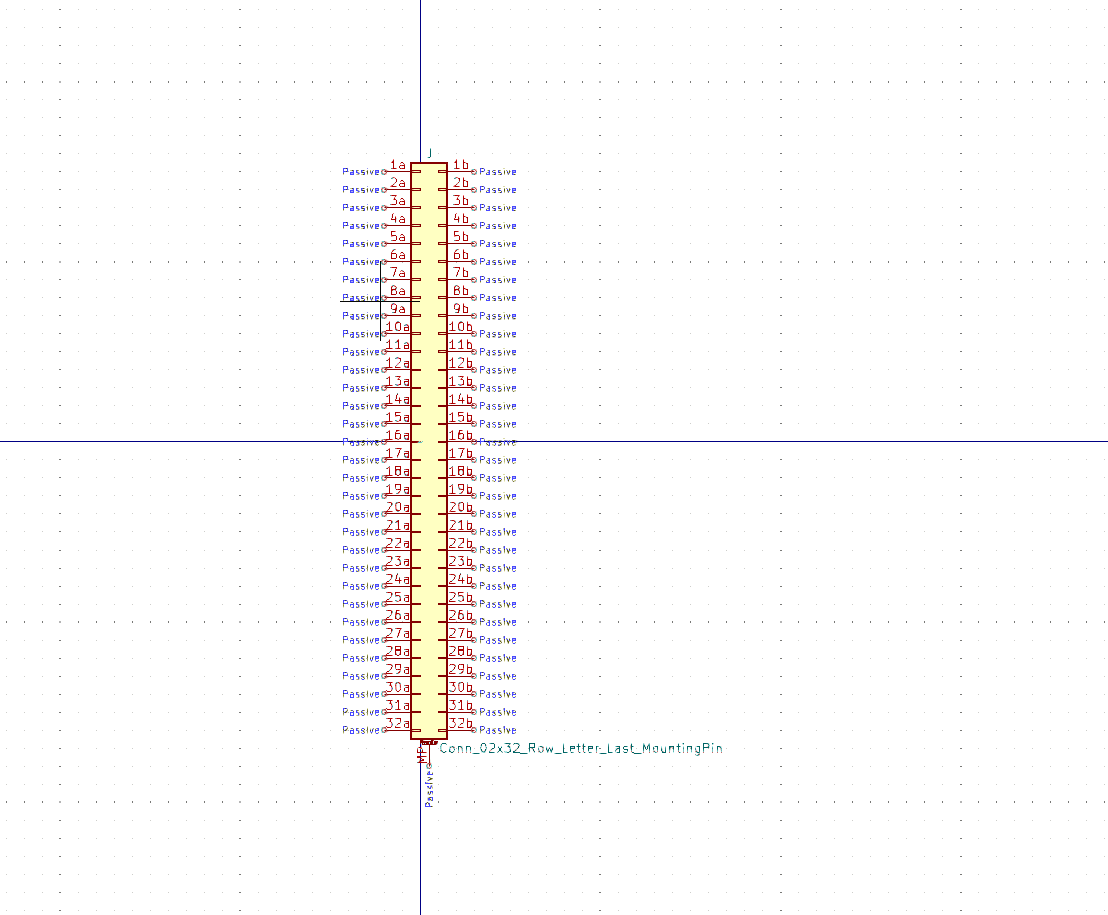 J
Passive 1a 1b Passive
Passive 2a 2b Passive
Passive 3a 3b Passive
Passive 4a 4b Passive
Passive 5a 5b Passive
Passive 6a 6b Passive
Passive 7a 7b Passive
Passive 8a 8b Passive
Passive 9a 9b Passive
Passive 10a 10b Passive
Passive 11a 11b Passive
Passive 12a 12b Passive
Passive 13a 13b Passive
Passive 14a 14b Passive
Passive 15a 15b Passive
Passive 16a 16b Passive
Passive 17a 17b Passive
Passive 18a 18b Passive
Passive 19a 19b Passive
Passive 20a 20b Passive
Passive 21a 21b Passive
Passive 22a 22b Passive
Passive 23a 23b Passive
Passive 24a 24b Passive
Passive 25a 25b Passive
Passive 26a 26b Passive
Passive 27a 27b Passive
Passive 28a 28b Passive
Passive 29a 29b Passive
Passive 30a 30b Passive
Passive 31a 31b Passive
Passive 32a 32b Passive
Conn_02x32_Row_Letter_Last_MountingPin
MP
Passive